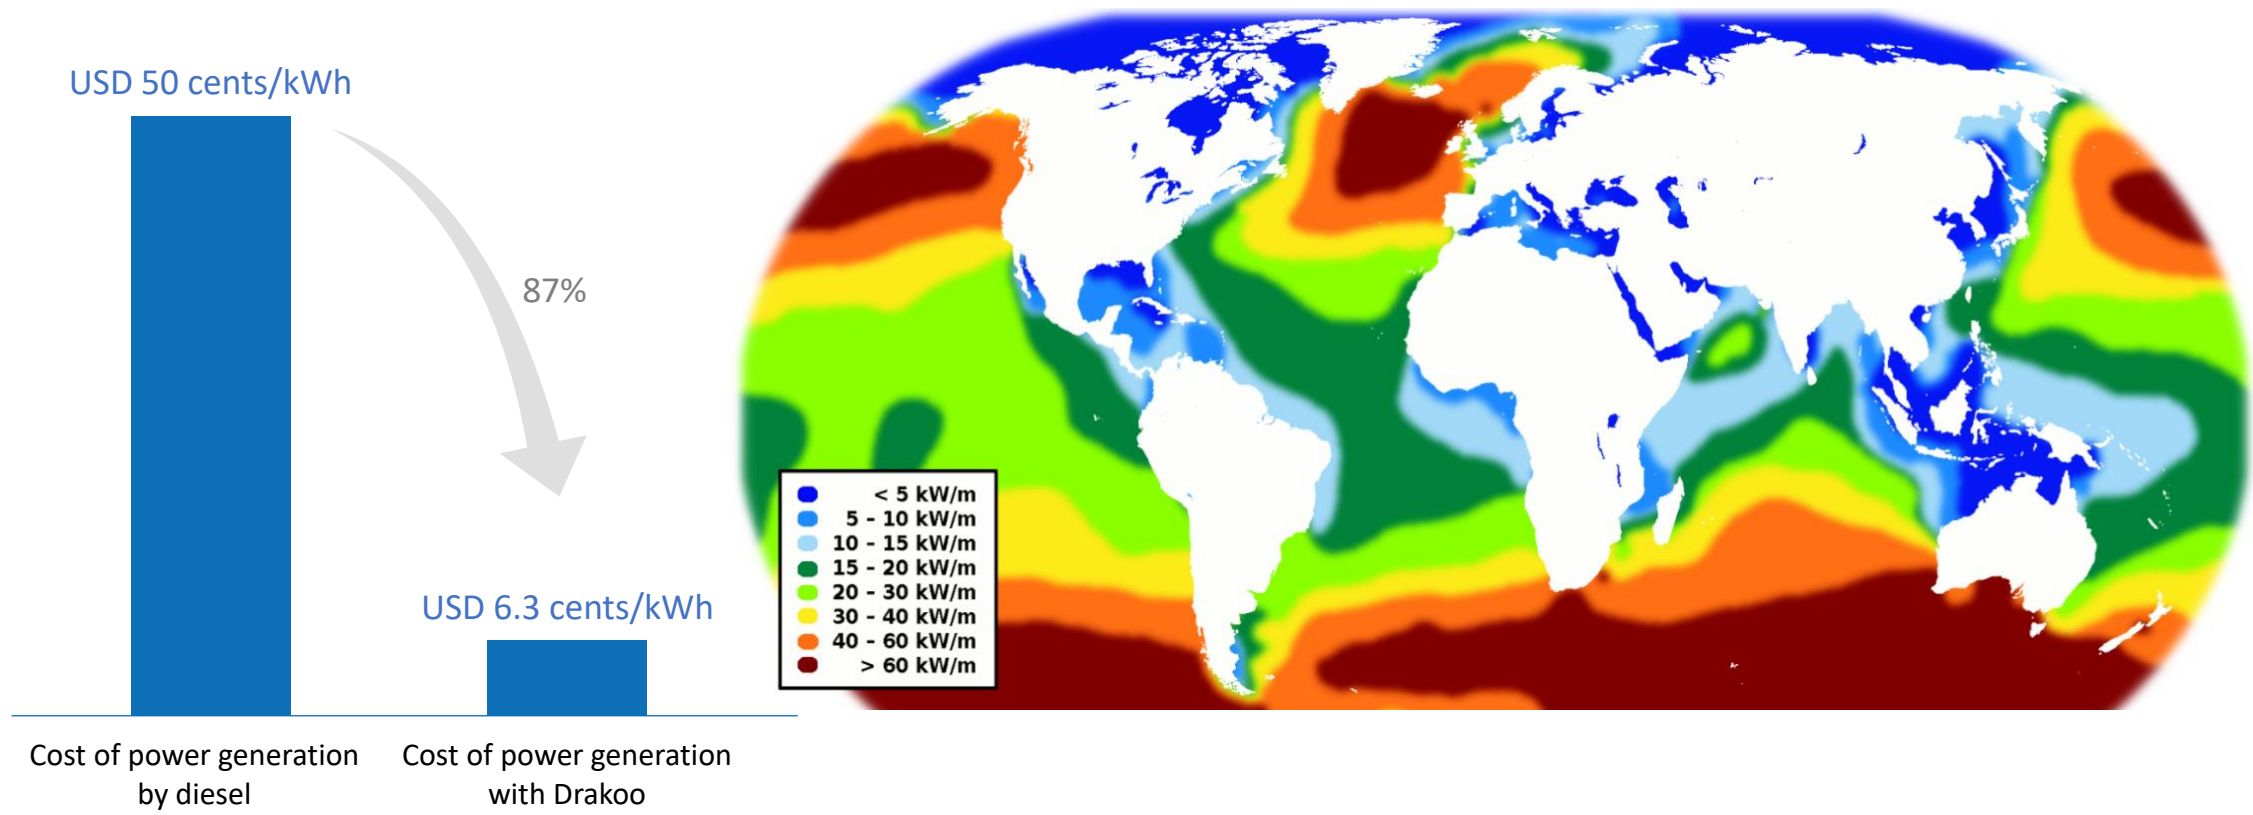 USD 50 cents/kWh
87%
USD 6.3 cents/kWh
Cost of power generation
by diesel
Cost of power generation
with Drakoo
< 5 kW/m
5 - 10 kW/m
10 - 15 kW/m
15 - 20 kW/m
20 - 30 kW/m
30 - 40 kW/m
40 - 60 kW/m
> 60 kW/m